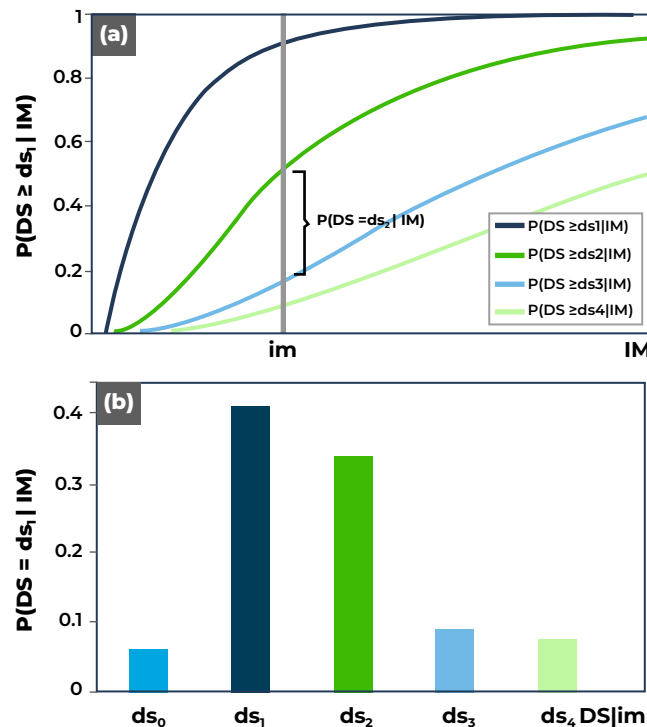 (a)
P(DS ≥ ds₁ | IM)
1
0.8
0.6
0.4
0.2
0
P(DS =ds₂ | IM)
P(DS ≥ds1|IM)
P(DS ≥ds2|IM)
P(DS ≥ds3|IM)
P(DS ≥ds4|IM)
im
IM
(b)
P(DS = ds₁ | IM)
0.4
0.3
0.2
0.1
0
ds₀ ds₁ ds₂ ds₃ ds₄ DS|im